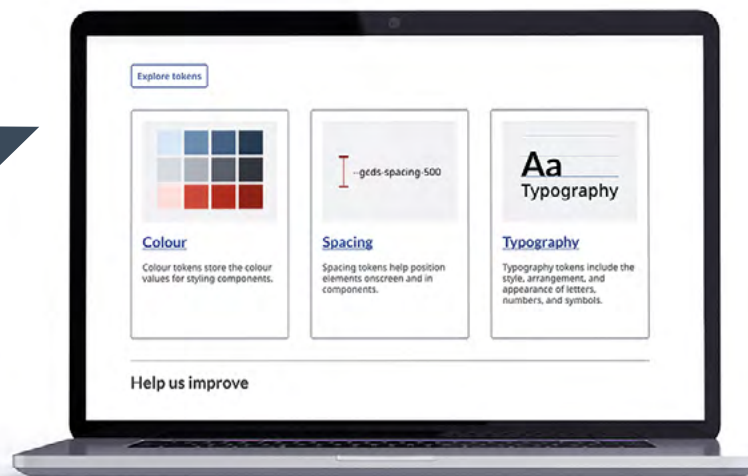 Explore tokens
--gcds-spacing-500
Aa
Typography
Colour
Colour tokens store the colour
values for styling components.
Spacing
Spacing tokens help position
elements onscreen and in
components.
Typography
Typography tokens include the
style, arrangement, and
appearance of letters,
numbers, and symbols.
Help us improve